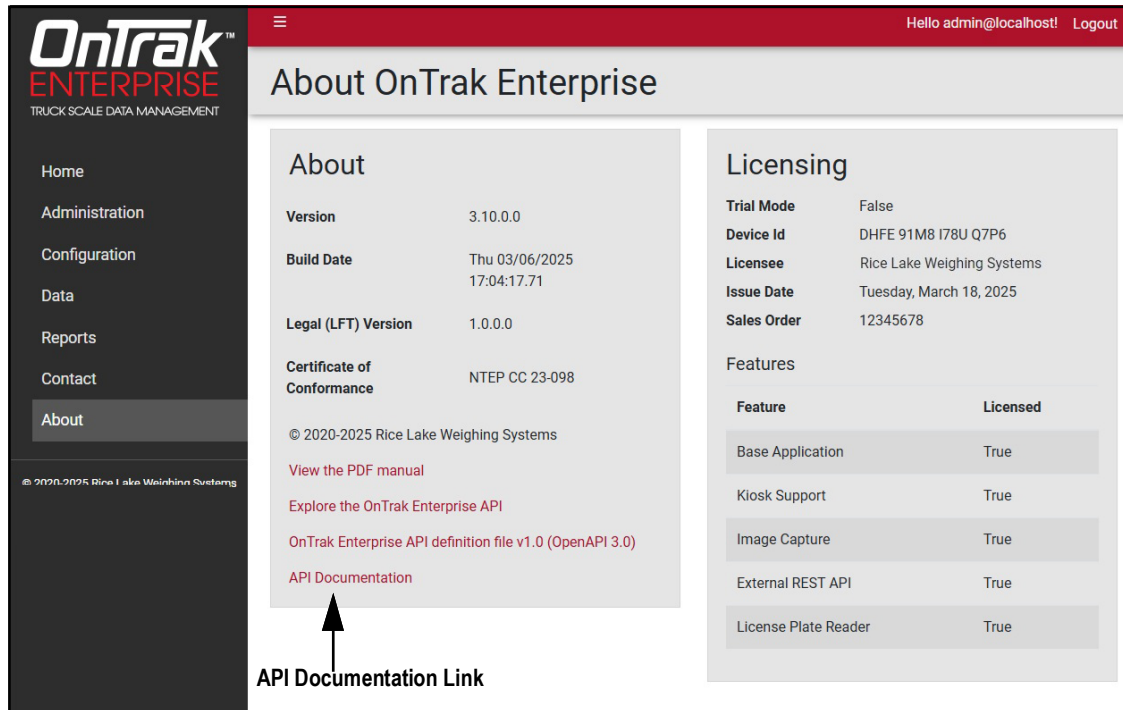 OnTrak™
ENTERPRISE
TRUCK SCALE DATA MANAGEMENT
Home
Administration
Configuration
Data
Reports
Contact
About
© 2020-2025 Rice Lake Weighing Systems
☰
Hello admin@localhost! Logout
About OnTrak Enterprise
About
Version 3.10.0.0
Build Date Thu 03/06/2025
17:04:17.71
Legal (LFT) Version 1.0.0.0
Certificate of
Conformance NTEP CC 23-098
© 2020-2025 Rice Lake Weighing Systems
View the PDF manual
Explore the OnTrak Enterprise API
OnTrak Enterprise API definition file v1.0 (OpenAPI 3.0)
API Documentation
API Documentation Link
Licensing
Trial Mode False
Device Id DHFE 91M8 I78U Q7P6
Licensee Rice Lake Weighing Systems
Issue Date Tuesday, March 18, 2025
Sales Order 12345678
Features
Feature Licensed
Base Application True
Kiosk Support True
Image Capture True
External REST API True
License Plate Reader True